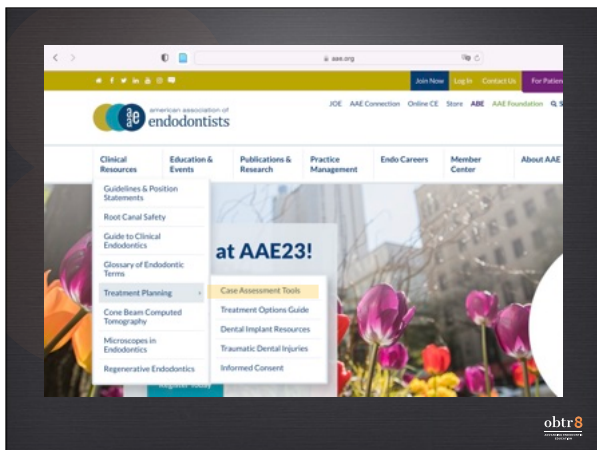 aae.org
Join Now Log In Contact Us For Patien
JOE AAE Connection Online CE Store ABE AAE Foundation S
aae
american association of
endodontists
Clinical Resources
Education & Events
Publications & Research
Practice Management
Endo Careers
Member Center
About AAE
Guidelines & Position
Statements
Root Canal Safety
Guide to Clinical
Endodontics
Glossary of Endodontic
Terms
Treatment Planning
Cone Beam Computed
Tomography
Microscopes in
Endodontics
Regenerative Endodontics
at AAE23!
Case Assessment Tools
Treatment Options Guide
Dental Implant Resources
Traumatic Dental Injuries
Informed Consent
Register Today
obtr8